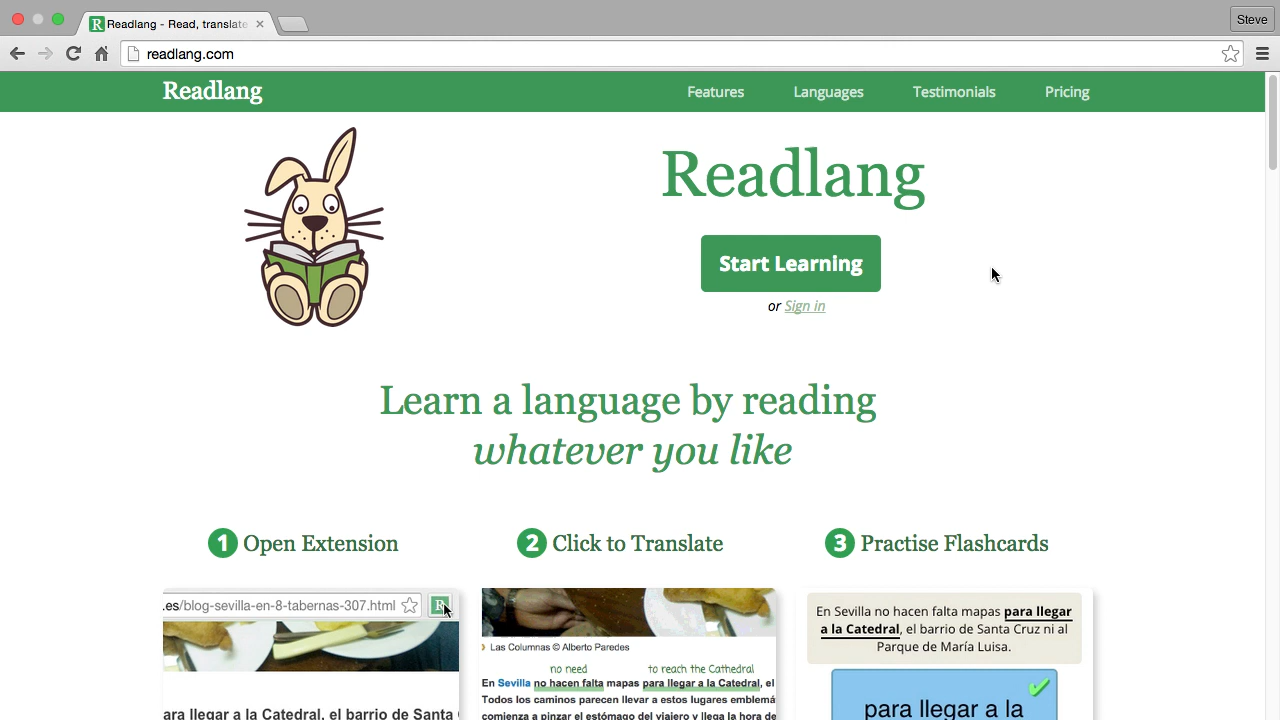 Readlang - Read, translate
Steve
readlang.com
Readlang
Features
Languages
Testimonials
Pricing
Readlang
Start Learning
or Sign in
Learn a language by reading
whatever you like
1 Open Extension
2 Click to Translate
3 Practise Flashcards
.es/blog-sevilla-en-8-tabernas-307.html
R
ara llegar a la Catedral, el barrio de Santa
Las Columnas © Alberto Paredes
no need to reach the Cathedral
En Sevilla no hacen falta mapas para llegar a la Catedral, el
Todos los caminos parecen llevar a estos lugares emblemá
comienza a pinzar el estómago del viajero y llega la hora de
En Sevilla no hacen falta mapas para llegar
a la Catedral, el barrio de Santa Cruz ni al
Parque de María Luisa.
para llegar a la